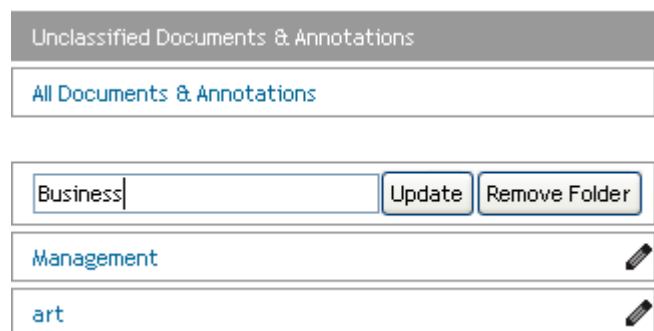 Unclassified Documents & Annotations
All Documents & Annotations
Business Update Remove Folder
Management
art